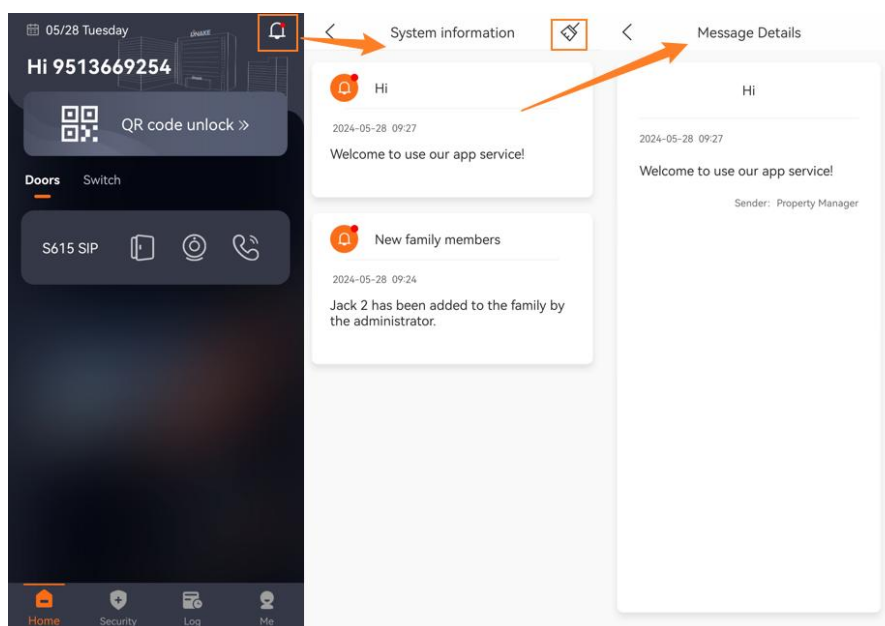 05/28 Tuesday
Hi 9513669254
QR code unlock »
Doors Switch
S615 SIP
Home Security Log Me
System information
Hi
2024-05-28 09:27
Welcome to use our app service!
New family members
2024-05-28 09:24
Jack 2 has been added to the family by
the administrator.
Message Details
Hi
2024-05-28 09:27
Welcome to use our app service!
Sender: Property Manager